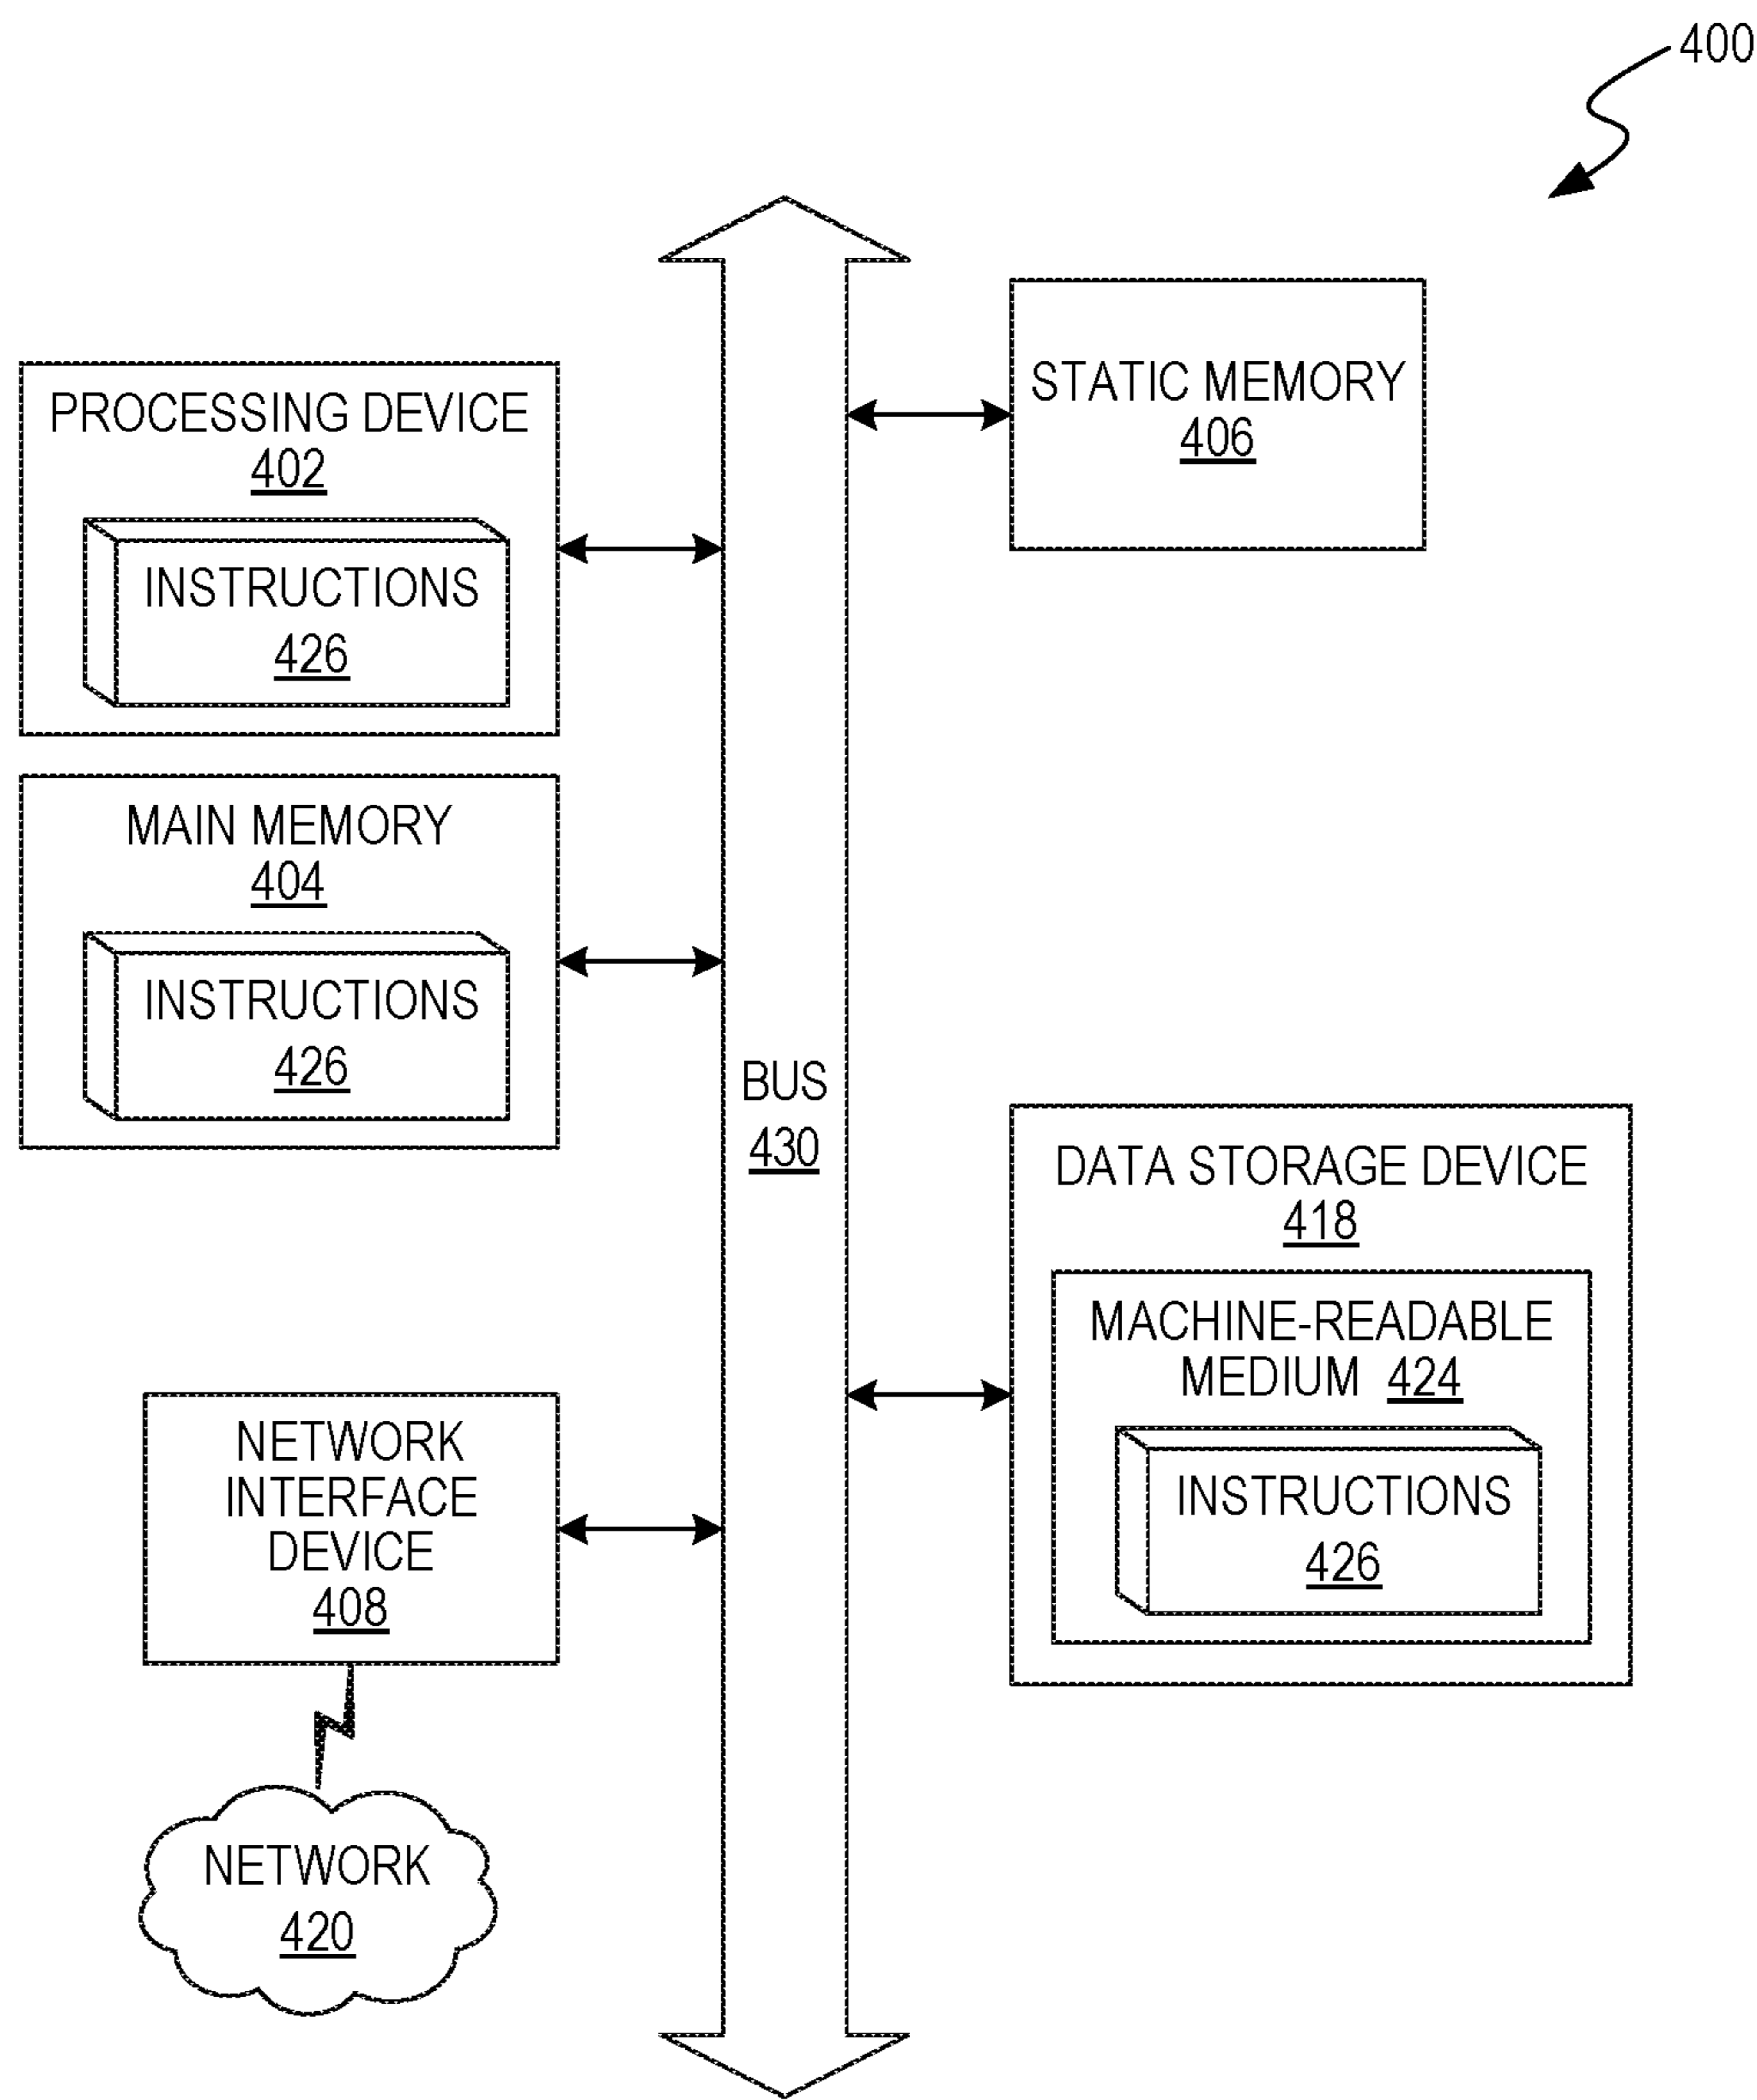 400
PROCESSING DEVICE
402
INSTRUCTIONS
426
STATIC MEMORY
406
MAIN MEMORY
404
INSTRUCTIONS
426
BUS
430
DATA STORAGE DEVICE
418
MACHINE-READABLE
MEDIUM 424
INSTRUCTIONS
426
NETWORK
INTERFACE
DEVICE
408
NETWORK
420